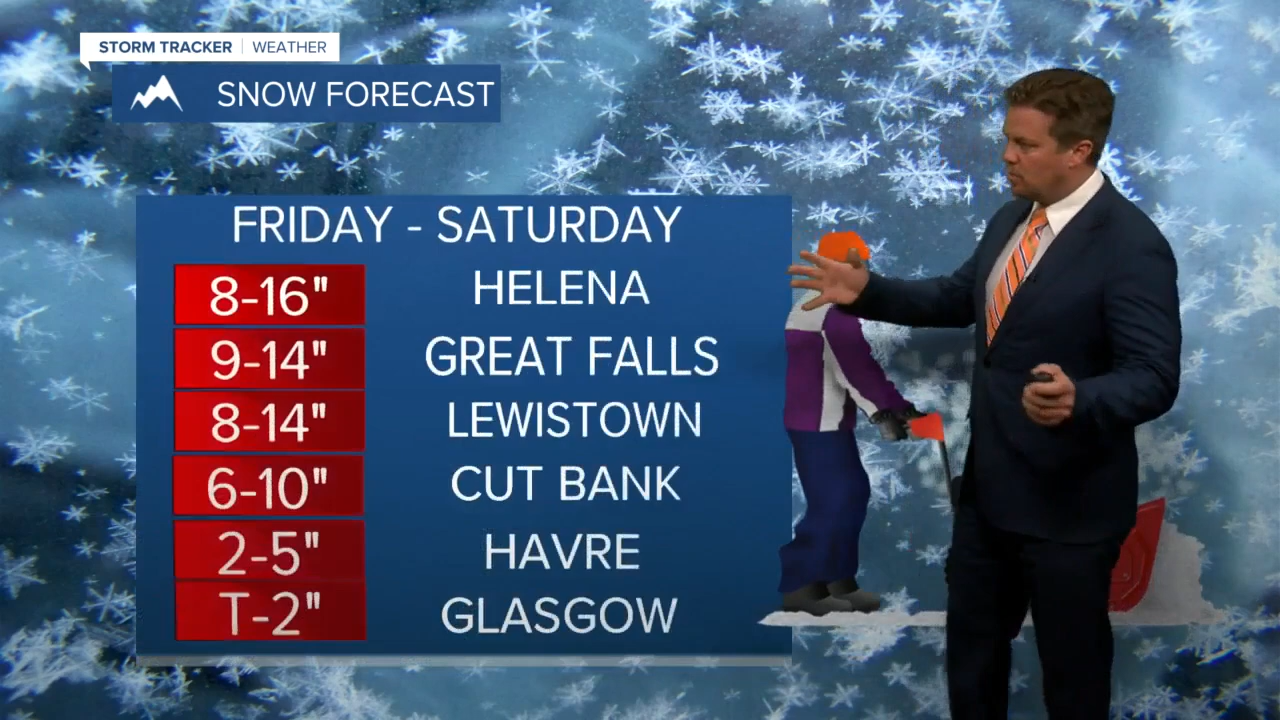 STORM TRACKER | WEATHER
SNOW FORECAST
FRIDAY - SATURDAY
8-16" HELENA
9-14" GREAT FALLS
8-14" LEWISTOWN
6-10" CUT BANK
2-5" HAVRE
T-2" GLASGOW